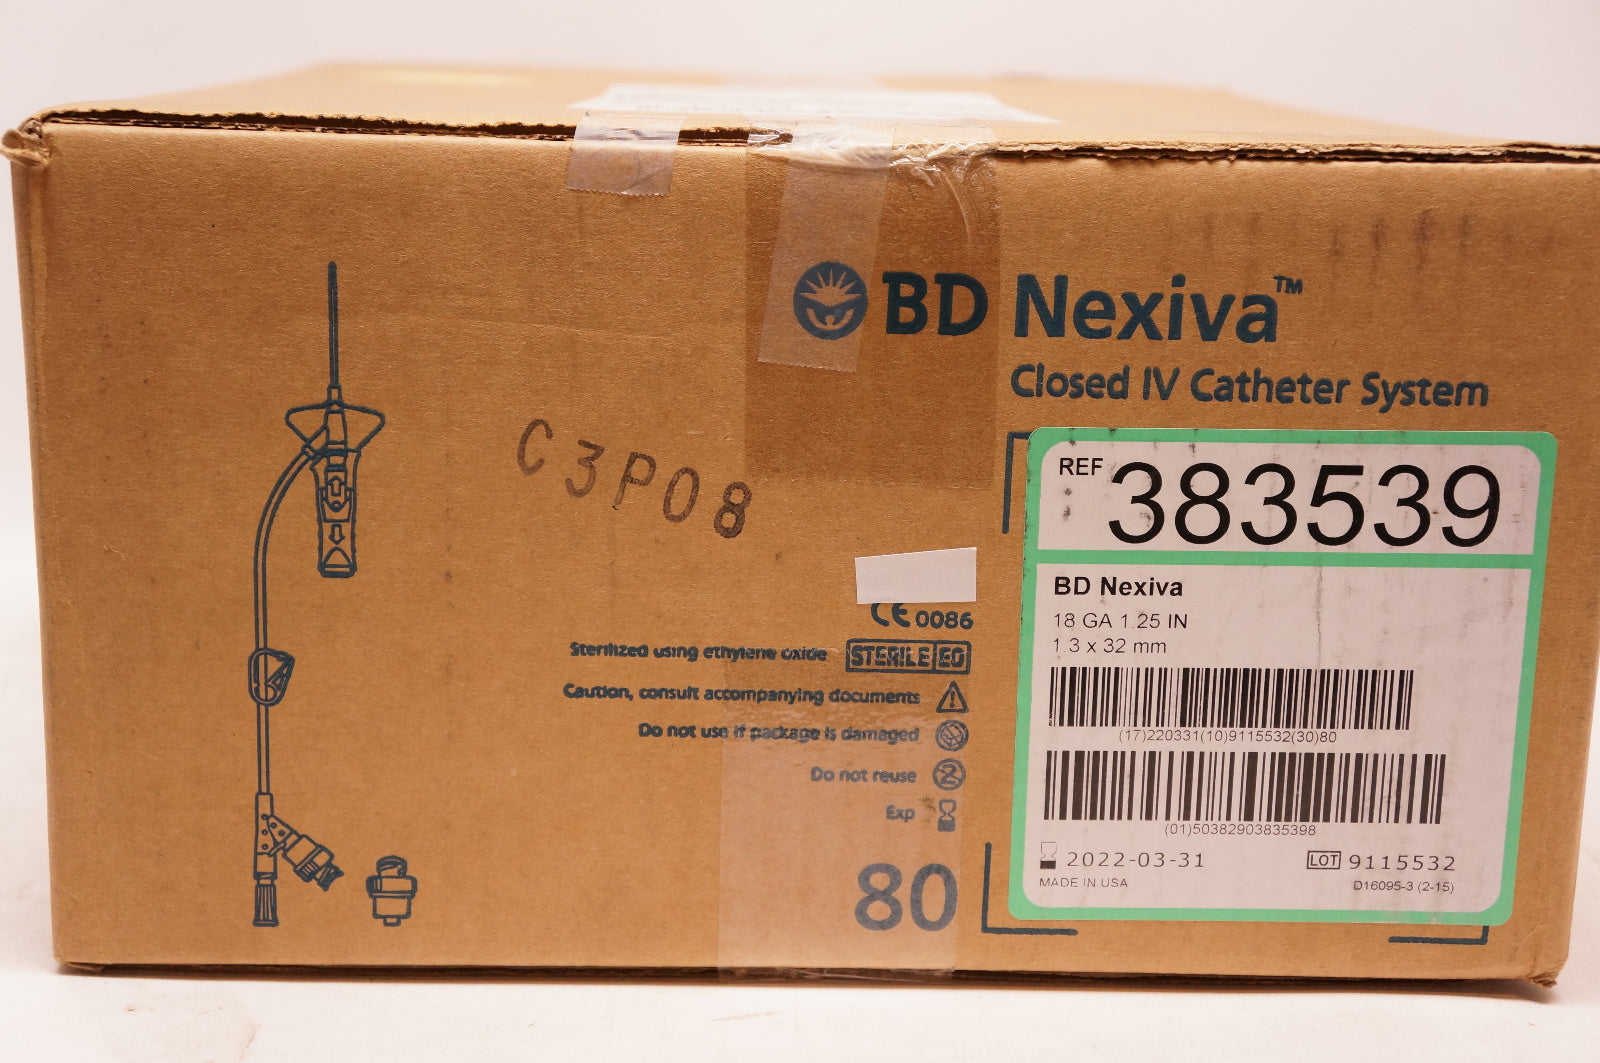 BD Nexiva™
Closed IV Catheter System
C3P08
REF 383539
BD Nexiva
18 GA 1.25 IN
1.3 x 32 mm
(17)220331(10)9115532(30)80
(01)50382903835398
2022-03-31
LOT 9115532
MADE IN USA
D16095-3 (2-15)
CE 0086
Sterilized using ethylene oxide STERILE EO
Caution, consult accompanying documents
Do not use if package is damaged
Do not reuse 2
Exp
80